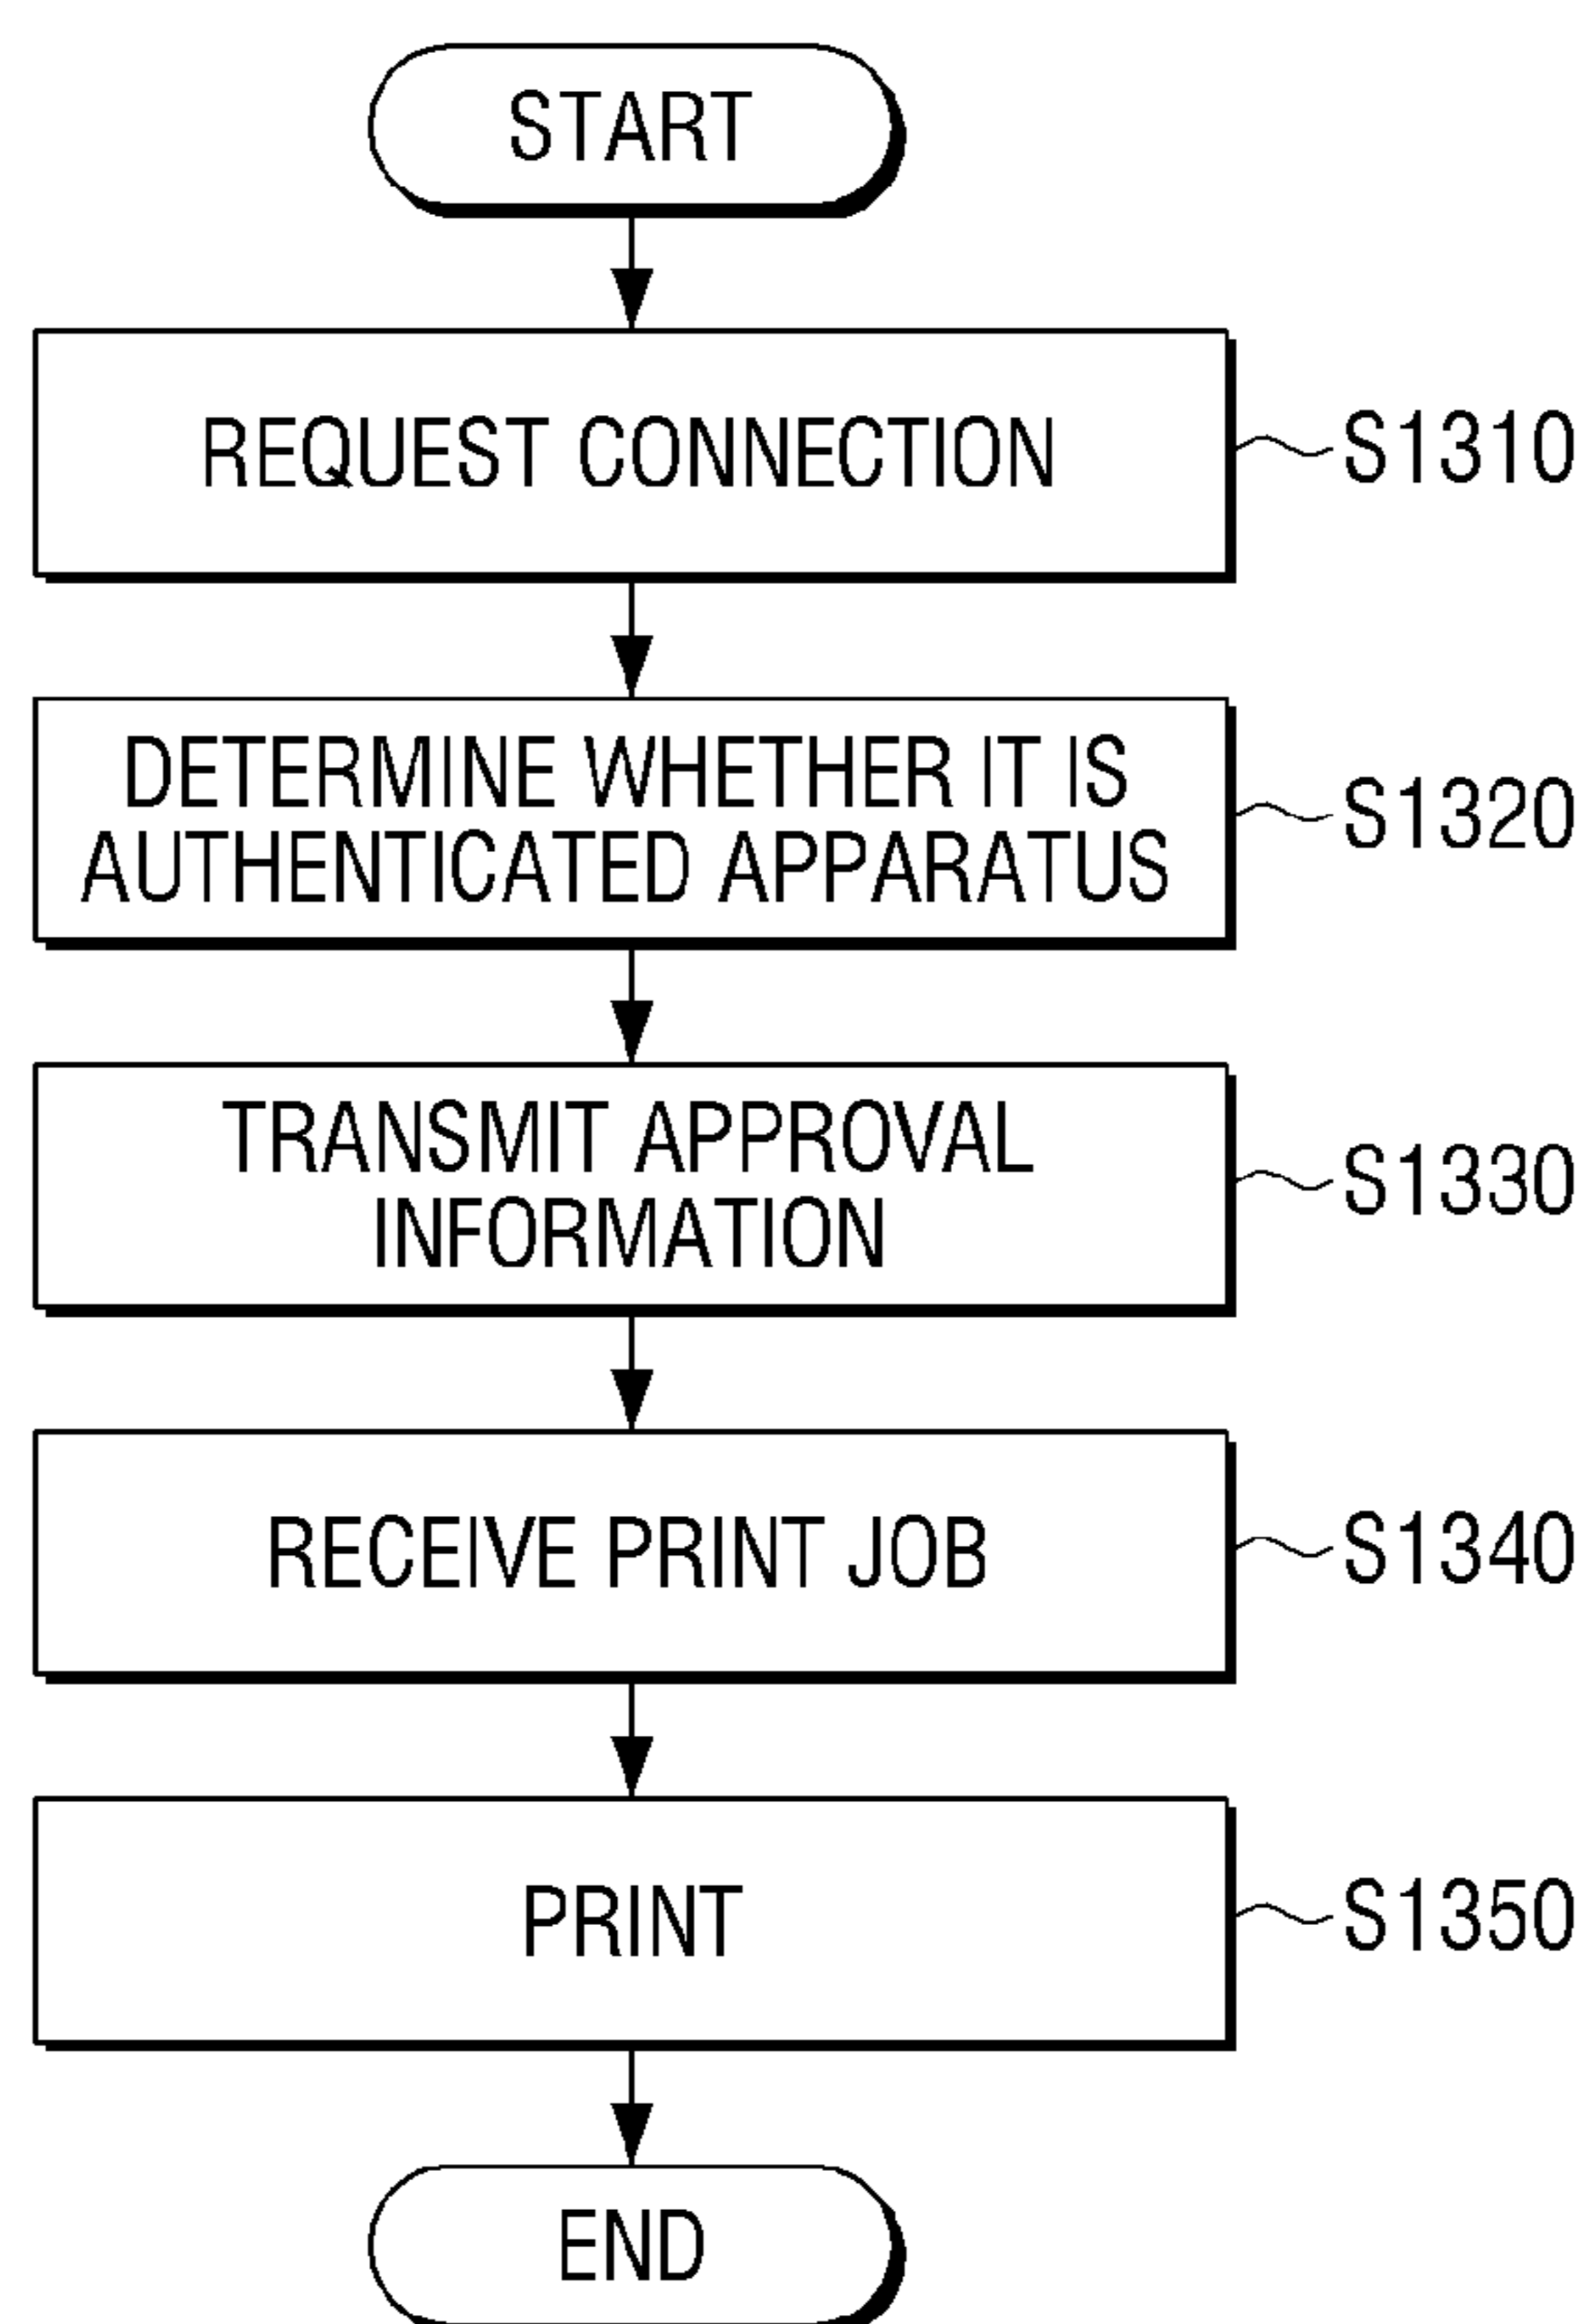 START
REQUEST CONNECTION
S1310
DETERMINE WHETHER IT IS
AUTHENTICATED APPARATUS
S1320
TRANSMIT APPROVAL
INFORMATION
S1330
RECEIVE PRINT JOB
S1340
PRINT
S1350
END